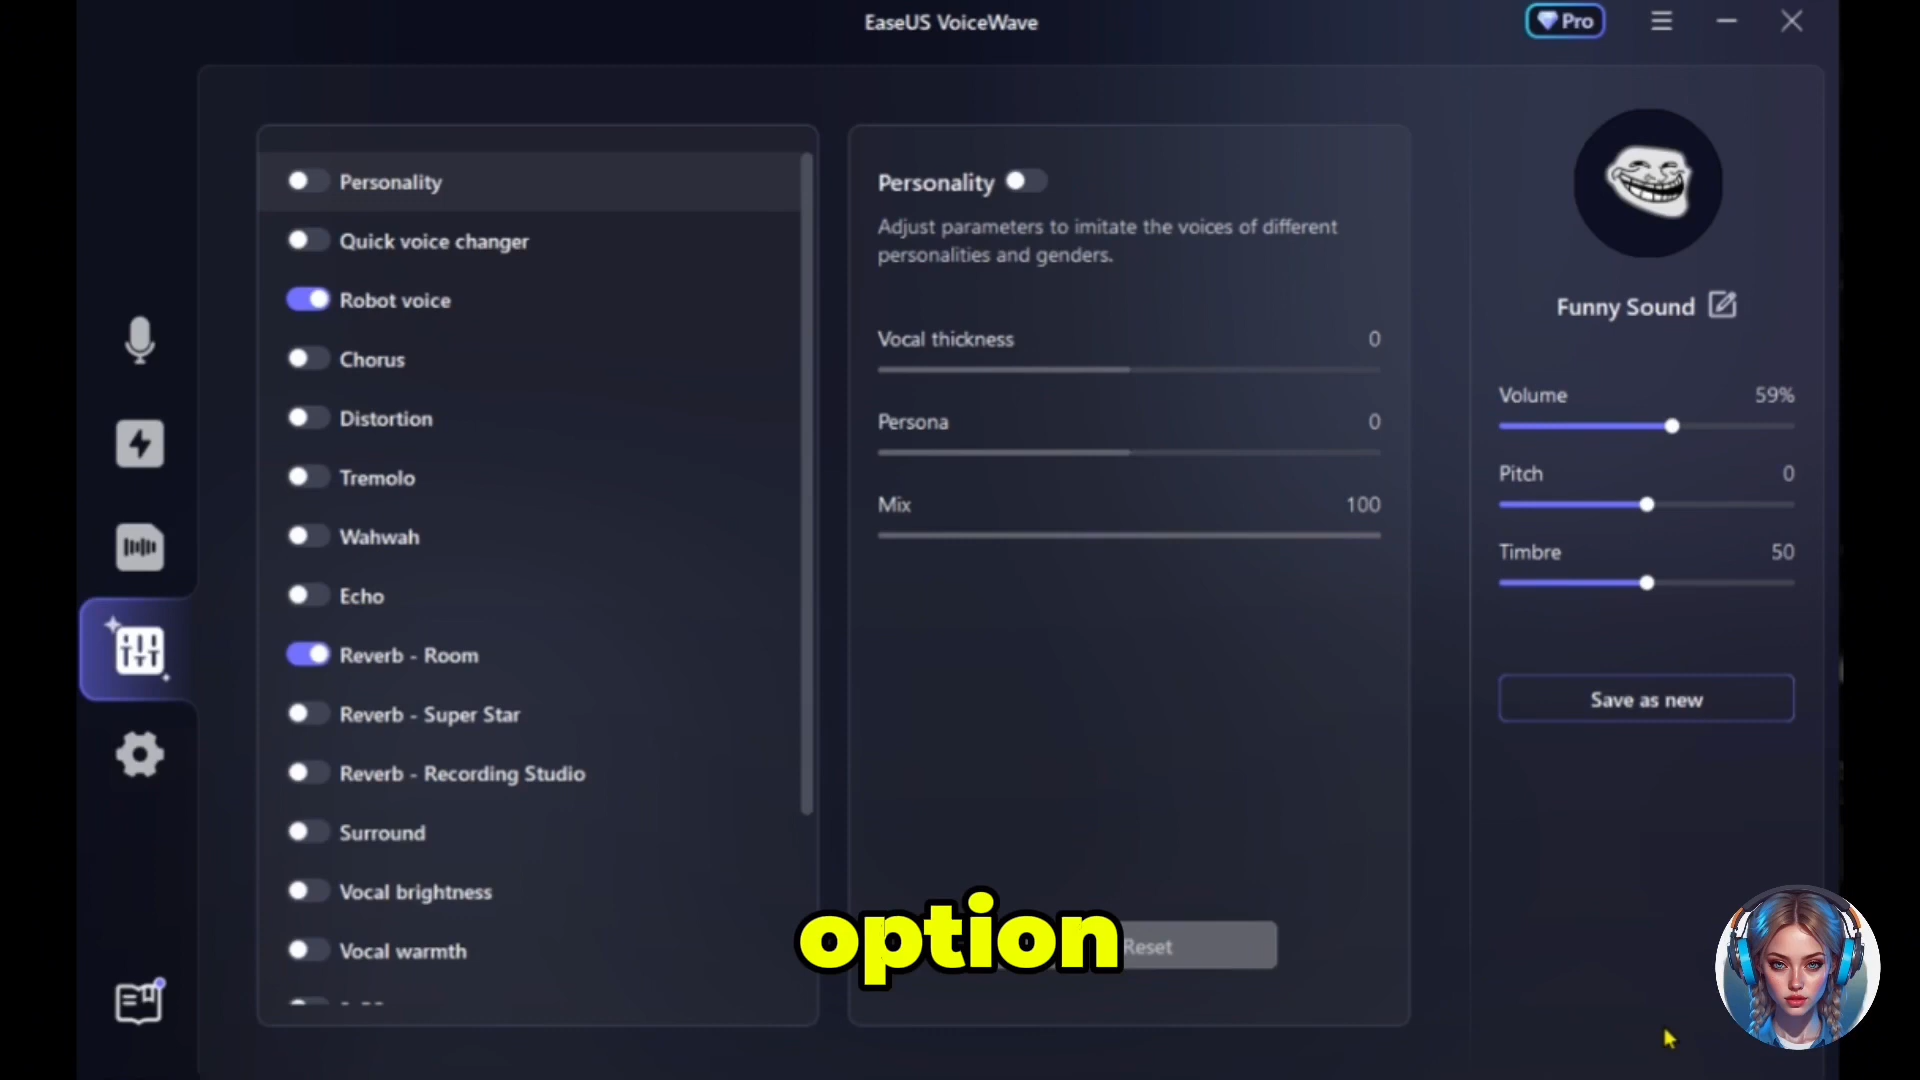 EaseUS VoiceWave
Pro
Personality
Quick voice changer
Robot voice
Chorus
Distortion
Tremolo
Wahwah
Echo
Reverb - Room
Reverb - Super Star
Reverb - Recording Studio
Surround
Vocal brightness
Vocal warmth
Personality
Adjust parameters to imitate the voices of different
personalities and genders.
Vocal thickness 0
Persona 0
Mix 100
Reset
option
Funny Sound
Volume 59%
Pitch 0
Timbre 50
Save as new